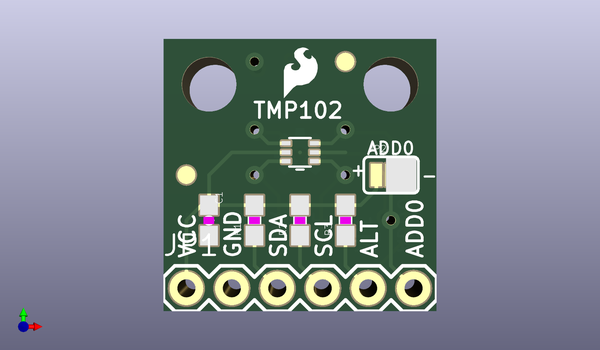 TMP102
ADD0
+
-
VCC
GND
SDA
SCL
ALT
ADD0